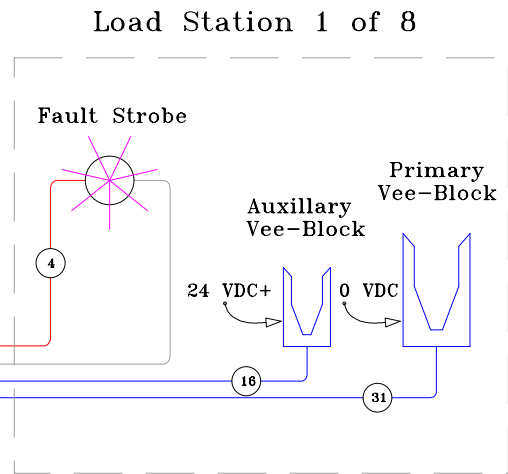 Load Station 1 of 8
Fault Strobe
Primary
Vee-Block
Auxillary
Vee-Block
24 VDC+
0 VDC
4
16
31